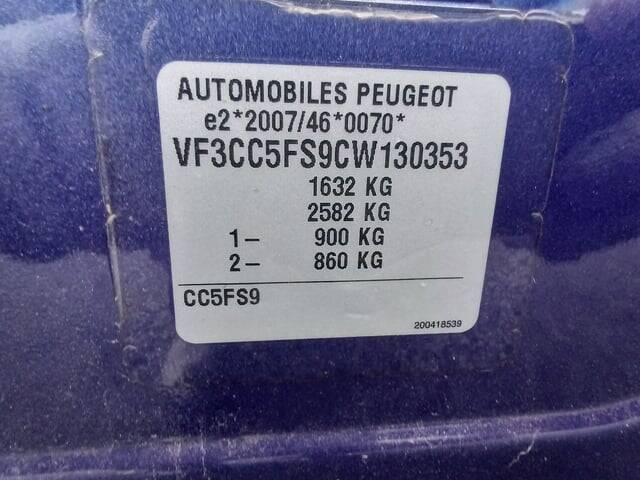 AUTOMOBILES PEUGEOT
e2*2007/46*0070*
VF3CC5FS9CW130353
1632 KG
2582 KG
1- 900 KG
2- 860 KG
CC5FS9
200418539